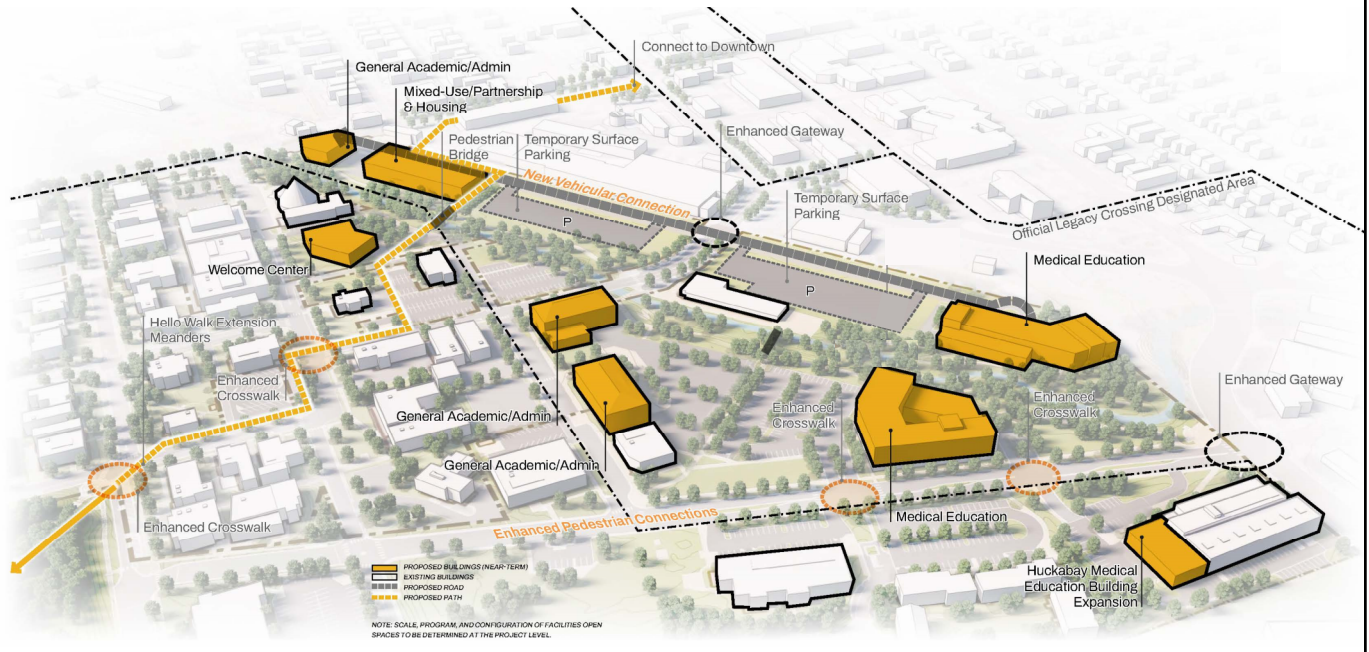 Connect to Downtown
General Academic/Admin
Mixed-Use/Partnership
& Housing
Pedestrian
Bridge
Temporary Surface
Parking
Enhanced Gateway
New Vehicular Connection
P
Temporary Surface
Parking
Official Legacy Crossing Designated Area
Welcome Center
Medical Education
P
Hello Walk Extension
Meanders
Enhanced
Crosswalk
General Academic/Admin
Enhanced
Crosswalk
Enhanced
Crosswalk
Enhanced Gateway
General Academic/Admin
Enhanced Crosswalk
Enhanced Pedestrian Connections
Medical Education
Huckabay Medical
Education Building
Expansion
PROPOSED BUILDINGS (NEAR-TERM)
EXISTING BUILDINGS
PROPOSED ROAD
PROPOSED PATH
NOTE: SCALE, PROGRAM, AND CONFIGURATION OF FACILITIES OPEN
SPACES TO BE DETERMINED AT THE PROJECT LEVEL.